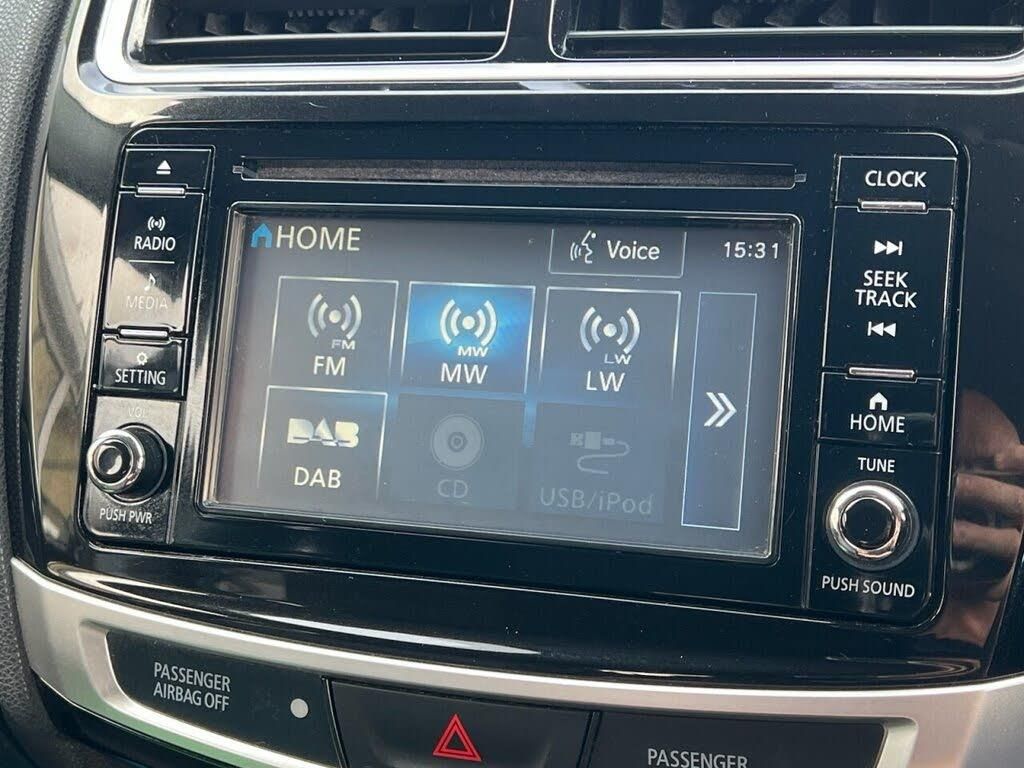 CLOCK
RADIO
MEDIA
SETTING
VOL
PUSH PWR
HOME
Voice
15:31
FM
FM
MW
MW
LW
LW
DAB
DAB
CD
USB/iPod
SEEK
TRACK
HOME
TUNE
PUSH SOUND
PASSENGER
AIRBAG OFF
PASSENGER